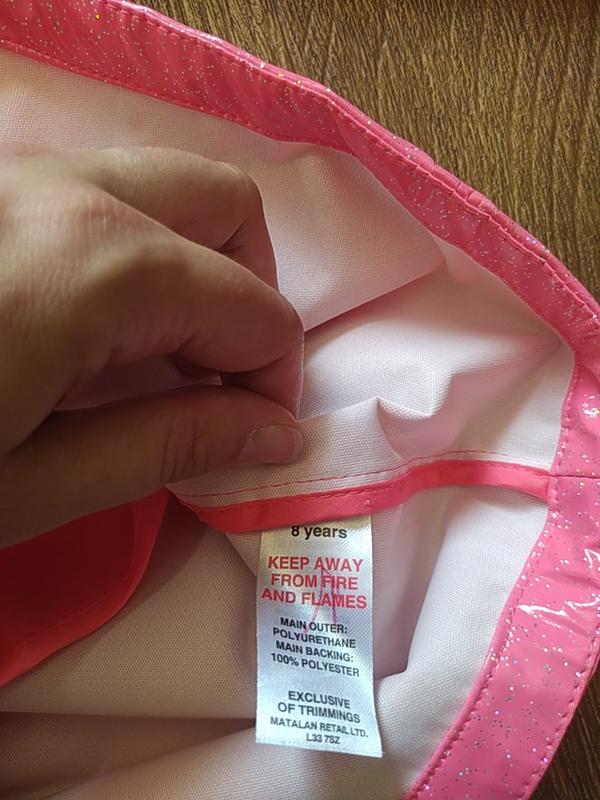 8 years
KEEP AWAY
FROM FIRE
AND FLAMES
MAIN OUTER:
POLYURETHANE
MAIN BACKING:
100% POLYESTER
EXCLUSIVE
OF TRIMMINGS
MATALAN RETAIL LTD.
L33 7SZ